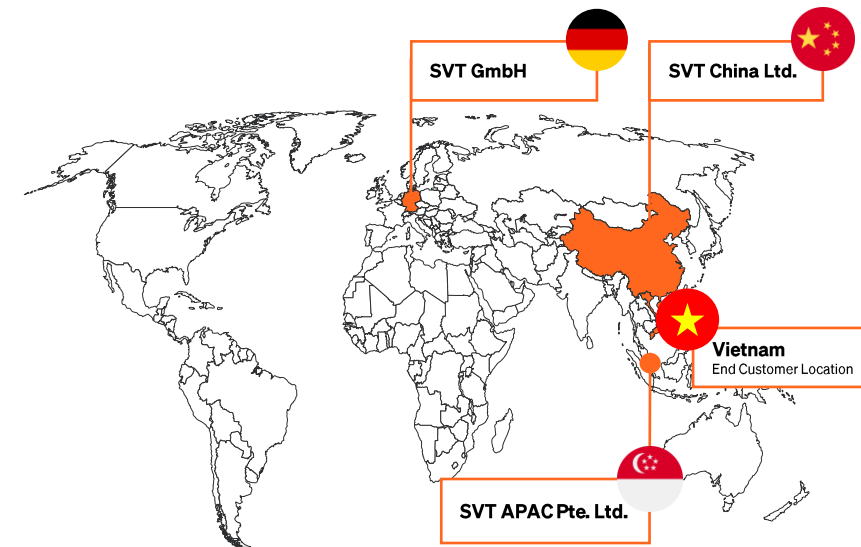 SVT GmbH
SVT China Ltd.
Vietnam
End Customer Location
SVT APAC Pte. Ltd.